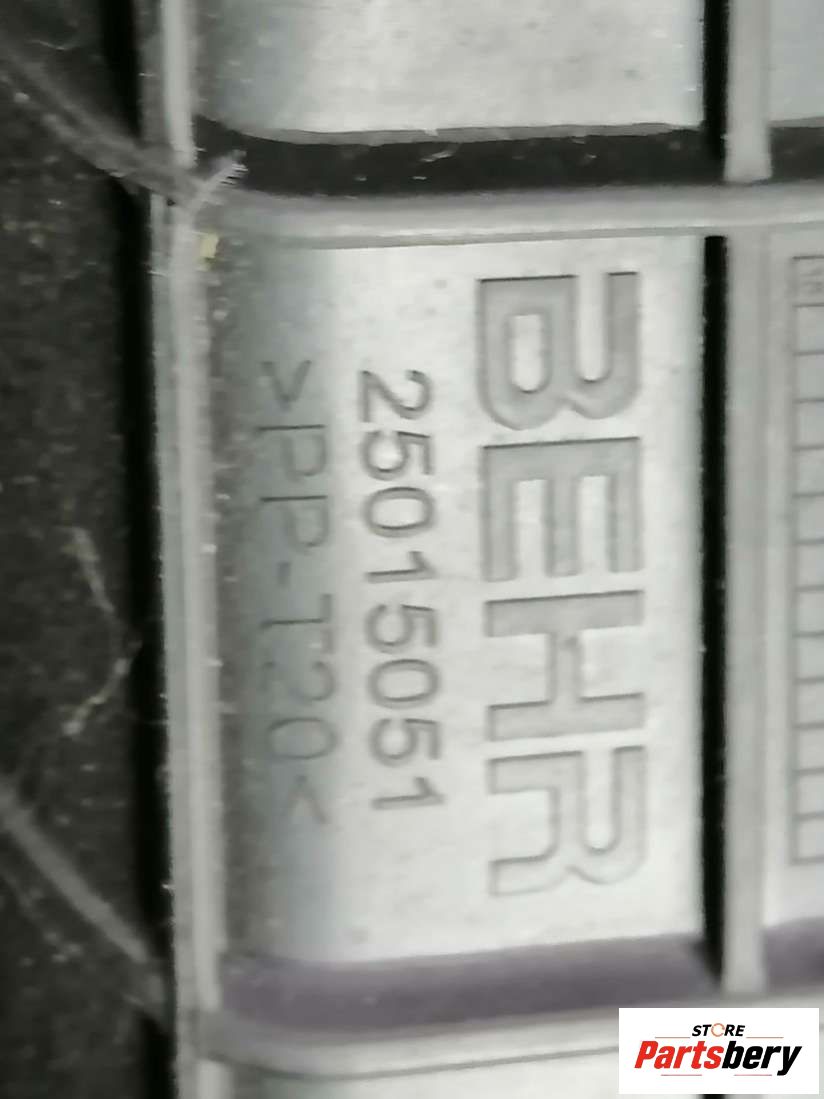 BEHR
25015051
>PP-T20<
STORE
Partsbery